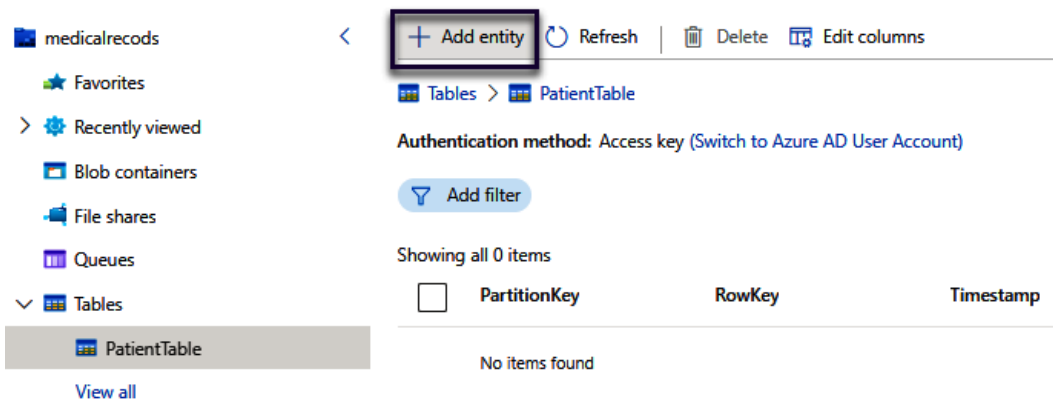 medicalrecods
Favorites
Recently viewed
Blob containers
File shares
Queues
Tables
PatientTable
View all
Add entity Refresh Delete Edit columns
Tables > PatientTable
Authentication method: Access key (Switch to Azure AD User Account)
Add filter
Showing all 0 items
PartitionKey RowKey Timestamp
No items found